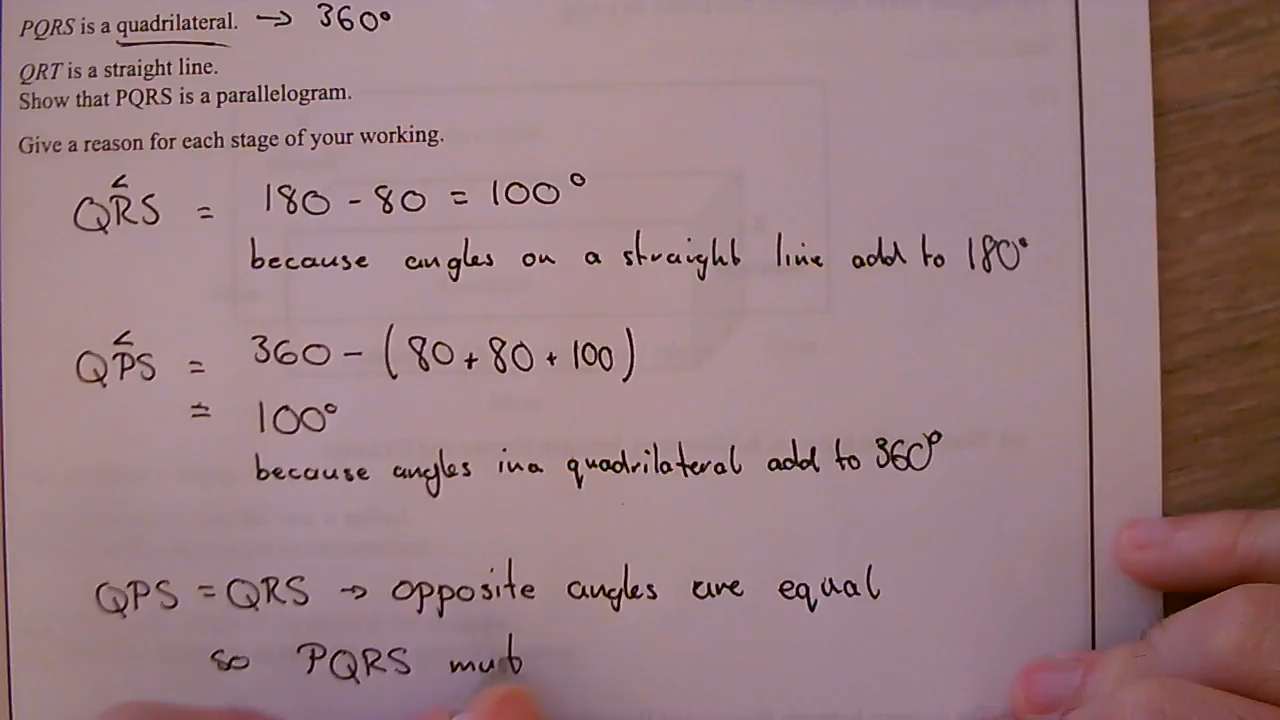 PQRS is a quadrilateral. → 360°
QRT is a straight line.
Show that PQRS is a parallelogram.
Give a reason for each stage of your working.
QRS = 180 - 80 = 100°
because angles on a straight line add to 180°
QPS = 360 - (80 + 80 + 100)
= 100°
because angles in a quadrilateral add to 360°
QPS = QRS → opposite angles are equal
so PQRS mut